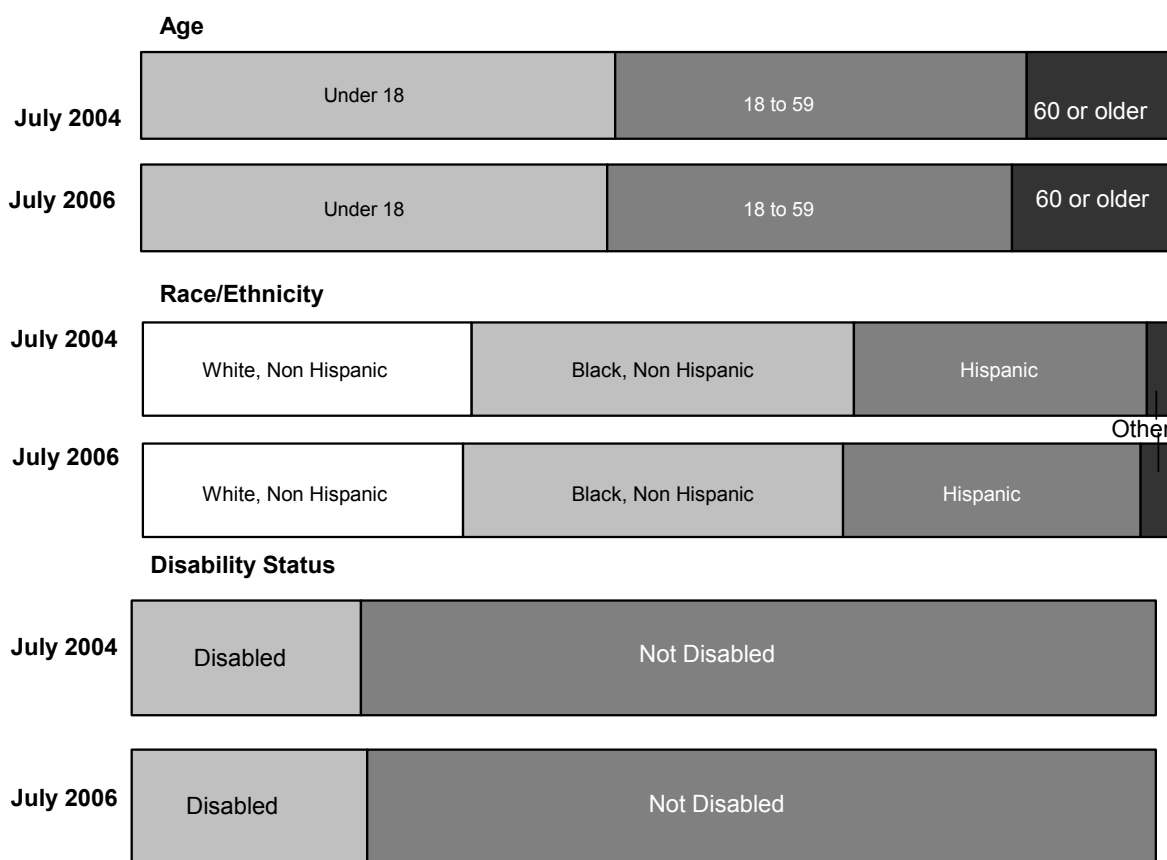 Age
July 2004
Under 18
18 to 59
60 or older
July 2006
Under 18
18 to 59
60 or older
Race/Ethnicity
July 2004
White, Non Hispanic
Black, Non Hispanic
Hispanic
Other
July 2006
White, Non Hispanic
Black, Non Hispanic
Hispanic
Disability Status
July 2004
Disabled
Not Disabled
July 2006
Disabled
Not Disabled